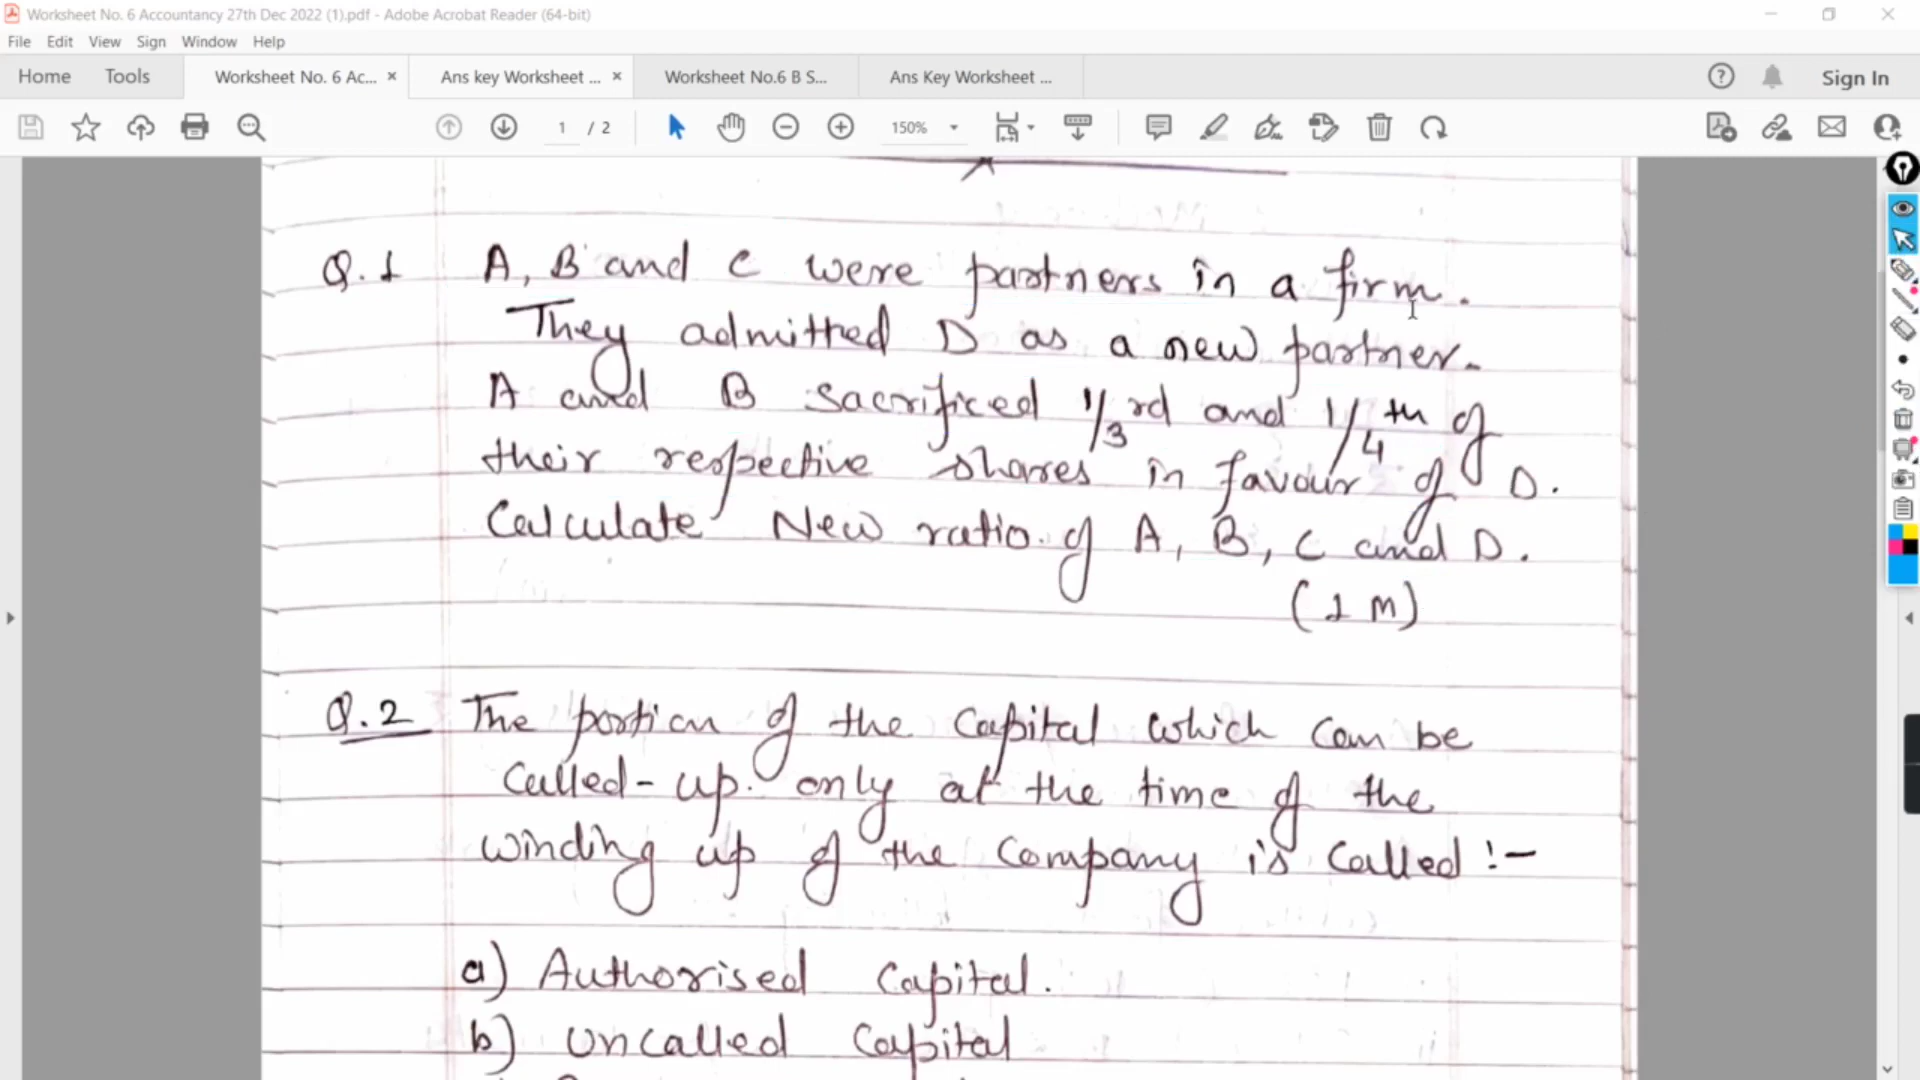 Worksheet No. 6 Accountancy 27th Dec 2022 (1).pdf - Adobe Acrobat Reader (64-bit)
File Edit View Sign Window Help
Home Tools Worksheet No. 6 Ac... × Ans key Worksheet ... × Worksheet No.6 B S... Ans Key Worksheet ... Sign In
1 / 2 150%
Q.1 A, B and C were partners in a firm.
They admitted D as a new partner.
A and B sacrificed 1/3 rd and 1/4 th of
their respective shares in favour of D.
Calculate New ratio of A, B, C and D.
(1 M)
Q.2 The portion of the Capital which can be
called-up only at the time of the
winding up of the Company is called :-
a) Authorised Capital.
b) Uncalled Capital